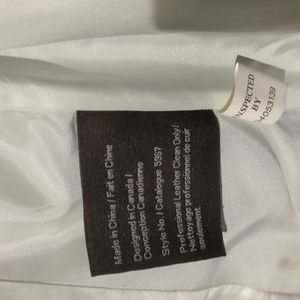 Made in China / Fait en Chine
Designed in Canada /
Conception Canadienne
Style No / Catalogue 5957
Professional Leather Clean Only /
Nettoyage professionnel de cuir
seulement
INSPECTED
BY
04053139